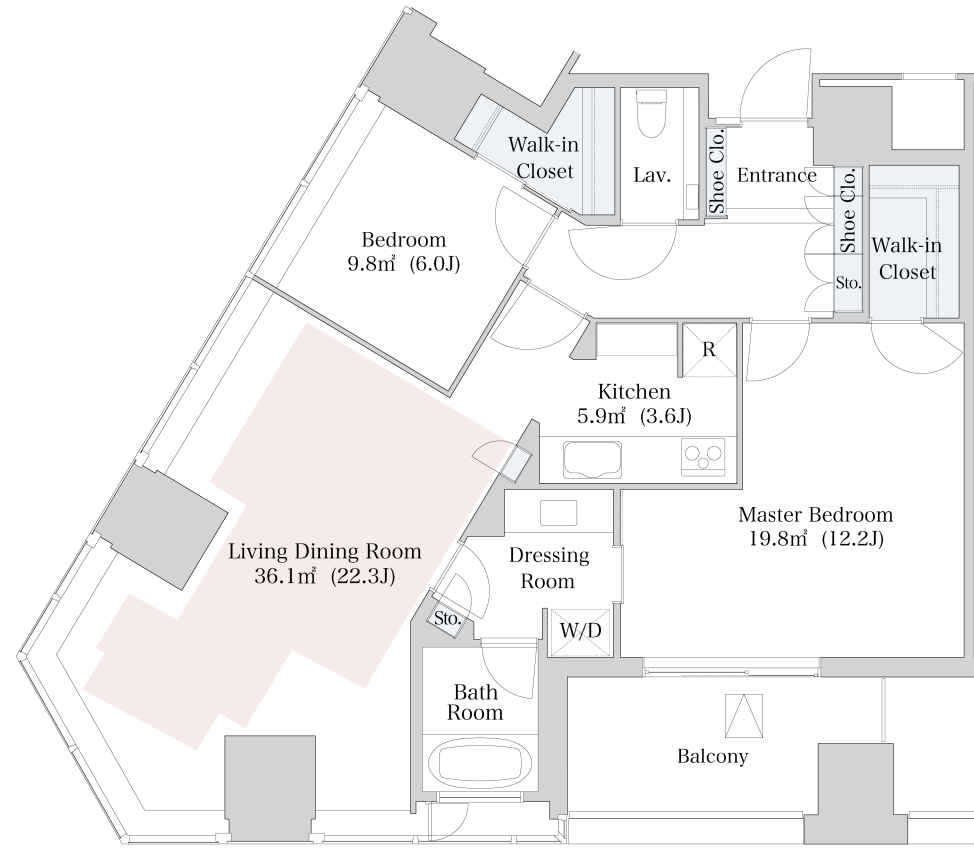 Walk-in
Closet
Lav.
Shoe Clo.
Entrance
Shoe Clo.
Walk-in
Closet
Sto.
Bedroom
9.8㎡ (6.0J)
R
Kitchen
5.9㎡ (3.6J)
Master Bedroom
19.8㎡ (12.2J)
Living Dining Room
36.1㎡ (22.3J)
Dressing
Room
Sto.
W/D
Bath
Room
Balcony